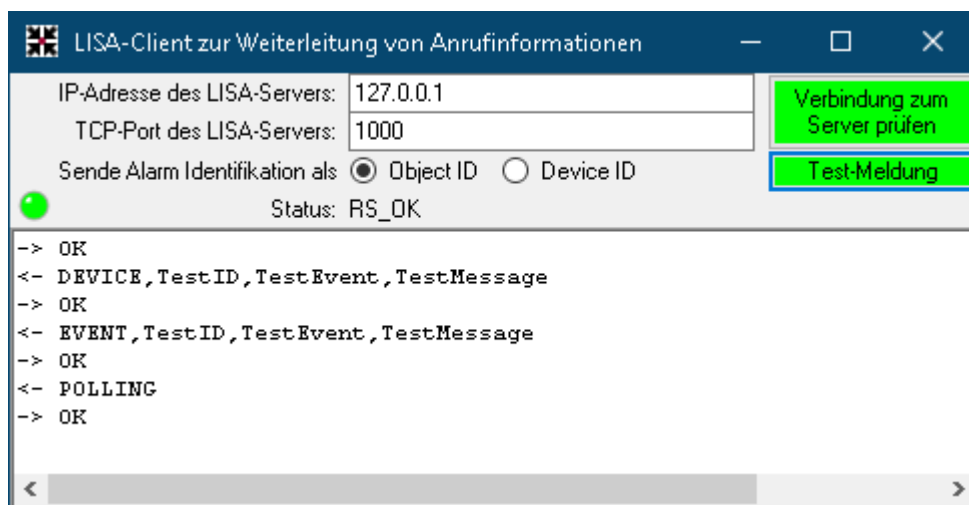 LISA-Client zur Weiterleitung von Anrufinformationen
IP-Adresse des LISA-Servers: 127.0.0.1
Verbindung zum
Server prüfen
TCP-Port des LISA-Servers: 1000
Sende Alarm Identifikation als Object ID Device ID
Test-Meldung
Status: RS_OK
-> OK
<- DEVICE,TestID,TestEvent,TestMessage
-> OK
<- EVENT,TestID,TestEvent,TestMessage
-> OK
<- POLLING
-> OK